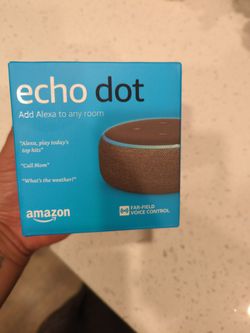 echo dot
Add Alexa to any room
"Alexa, play today's
top hits"
"Call Mom"
"What's the weather?"
amazon
FAR-FIELD
VOICE CONTROL